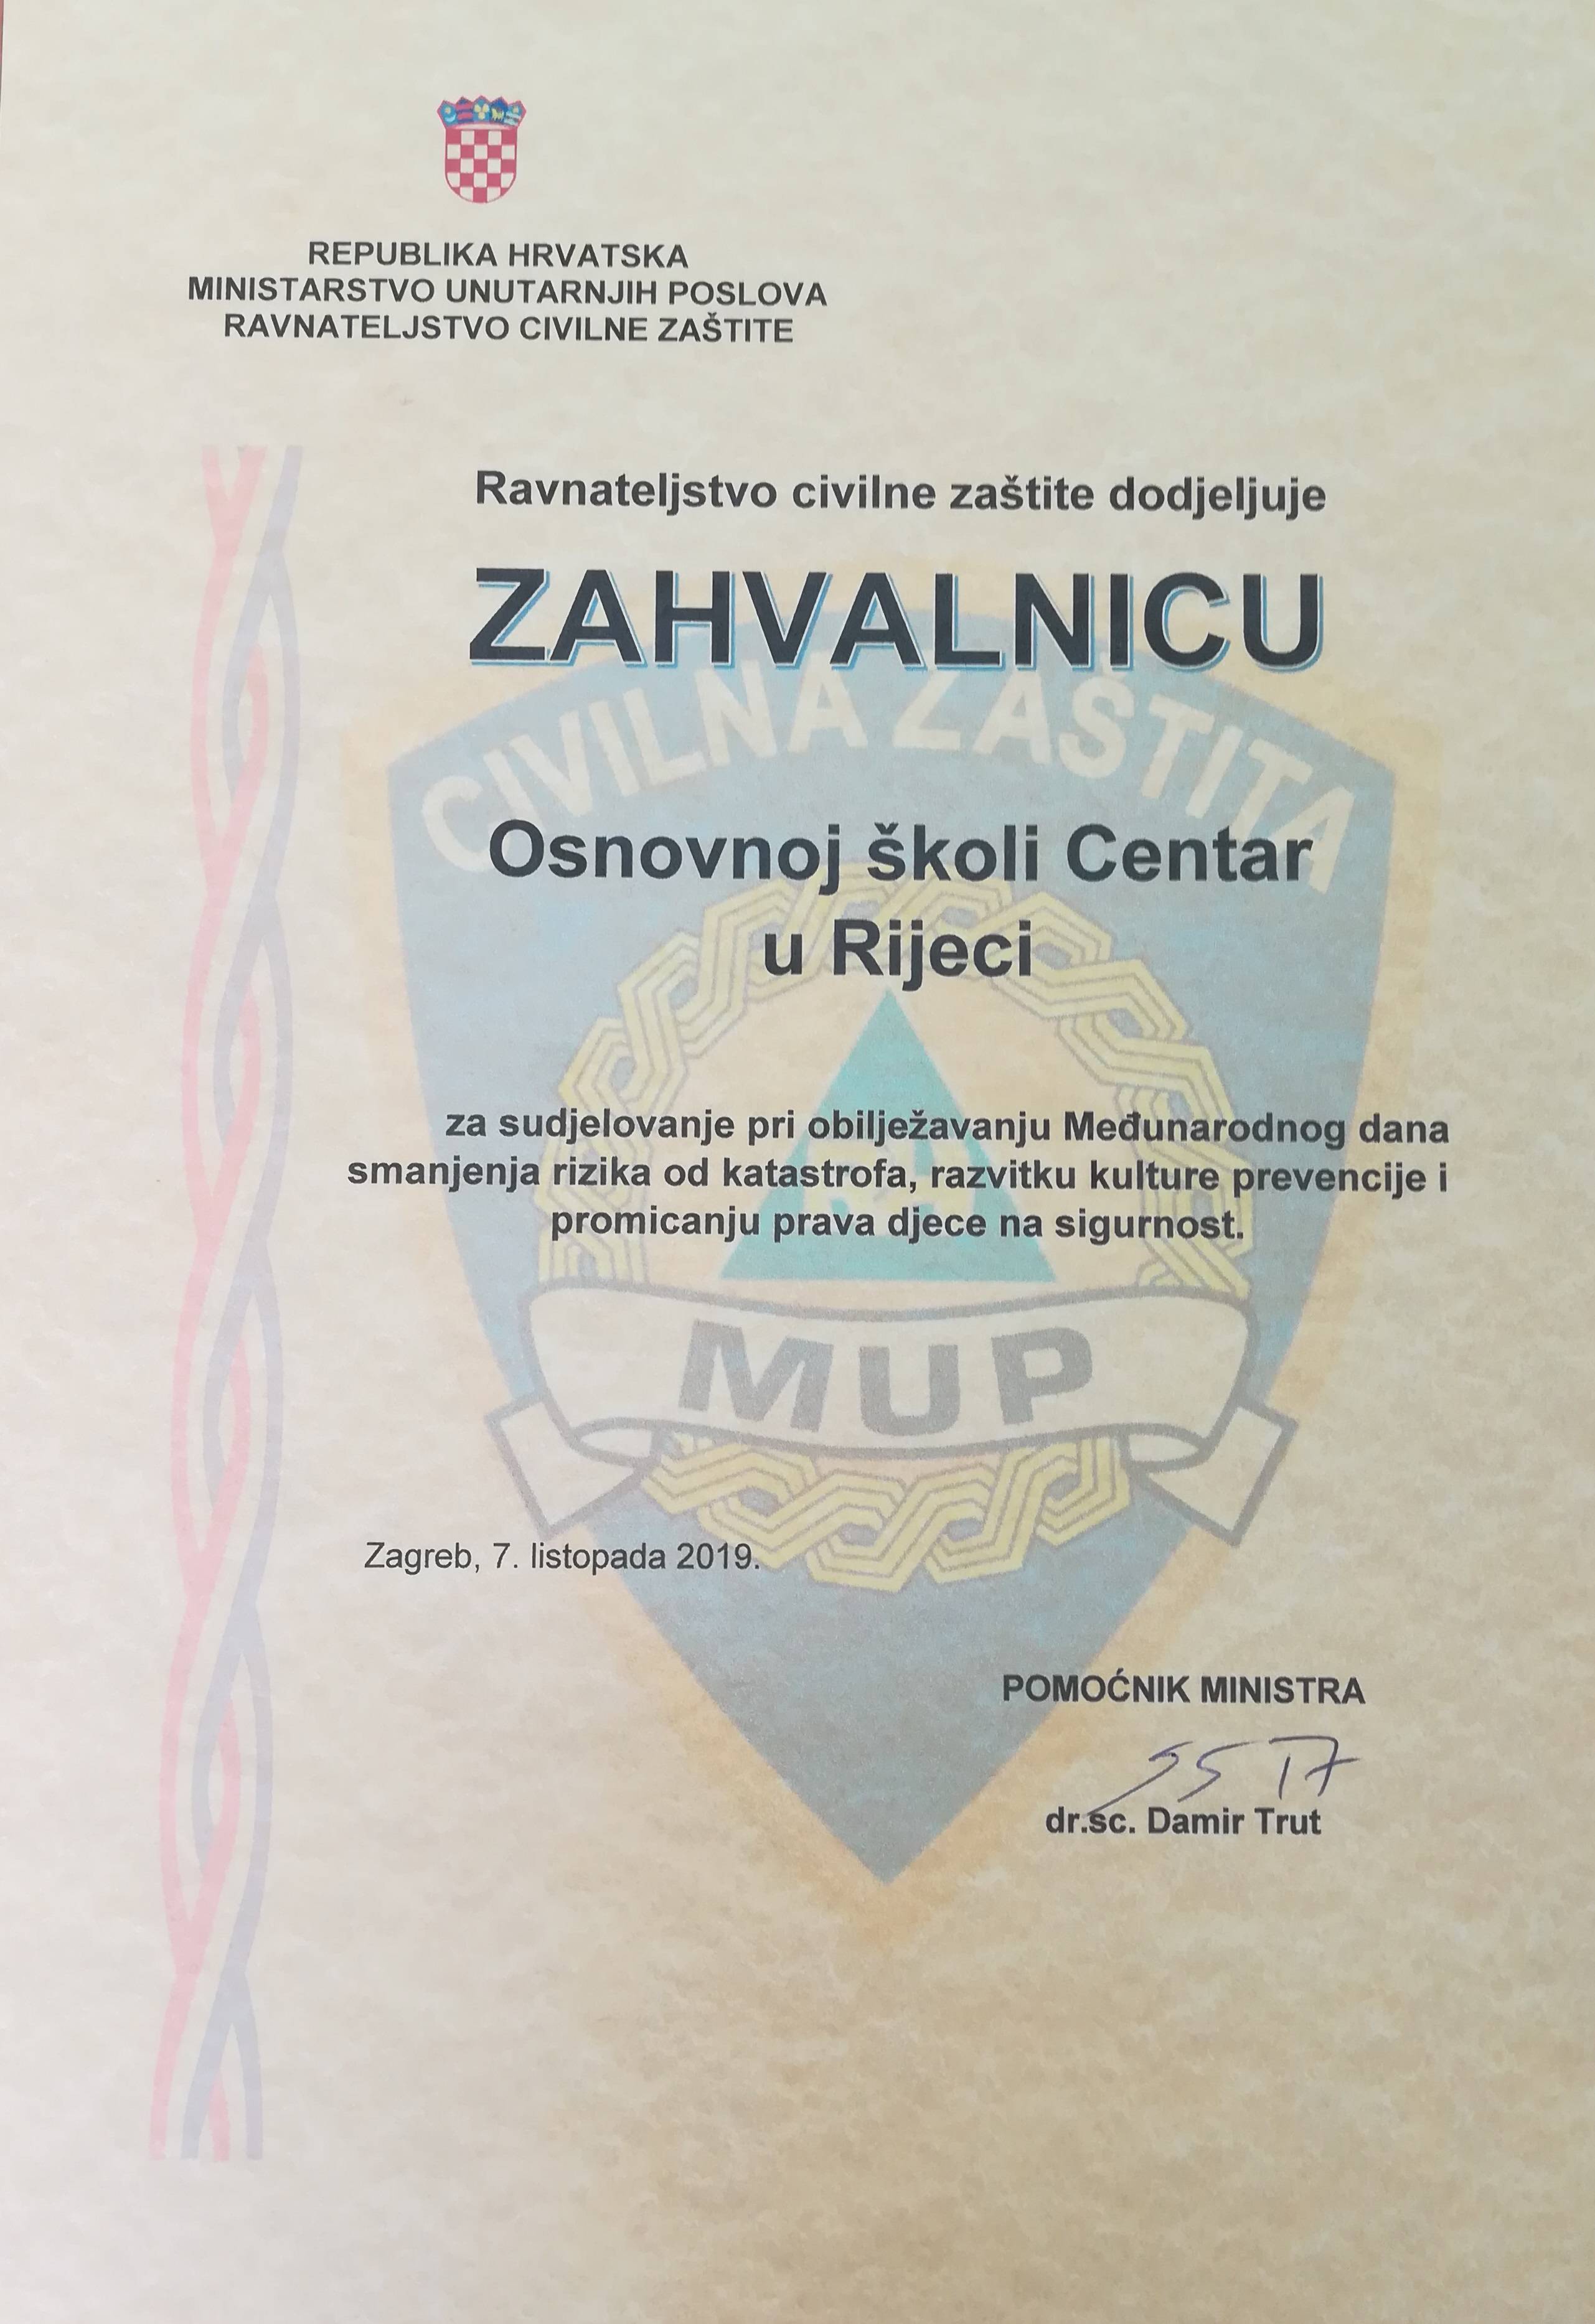 REPUBLIKA HRVATSKA
MINISTARSTVO UNUTARNJIH POSLOVA
RAVNATELJSTVO CIVILNE ZAŠTITE
Ravnateljstvo civilne zaštite dodjeljuje
ZAHVALNICU
CIVILNA ZAŠTITA
Osnovnoj školi Centar
u Rijeci
za sudjelovanje pri obilježavanju Međunarodnog dana
smanjenja rizika od katastrofa, razvitku kulture prevencije i
promicanju prava djece na sigurnost.
MUP
Zagreb, 7. listopada 2019.
POMOĆNIK MINISTRA
dr.sc. Damir Trut